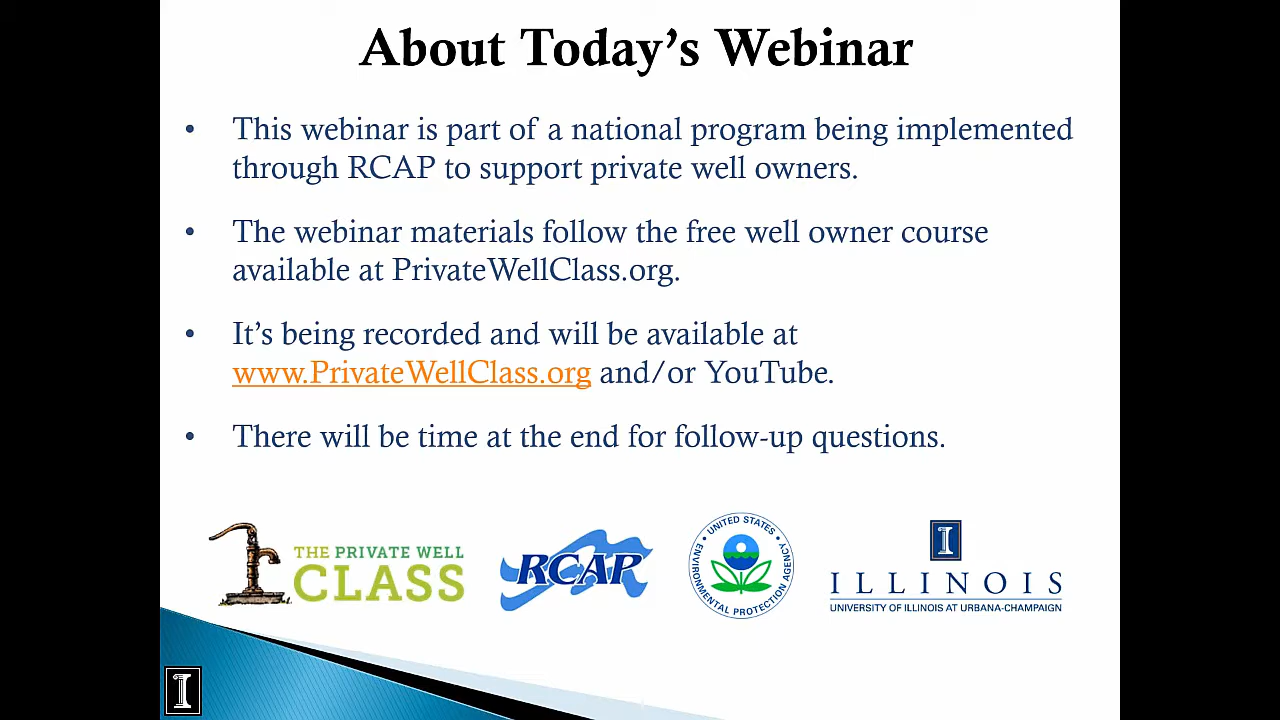 About Today's Webinar
• This webinar is part of a national program being implemented
through RCAP to support private well owners.
• The webinar materials follow the free well owner course
available at PrivateWellClass.org.
• It's being recorded and will be available at
www.PrivateWellClass.org and/or YouTube.
• There will be time at the end for follow-up questions.
THE PRIVATE WELL
CLASS
RCAP
UNITED STATES
ENVIRONMENTAL PROTECTION AGENCY
I
ILLINOIS
UNIVERSITY OF ILLINOIS AT URBANA-CHAMPAIGN
I